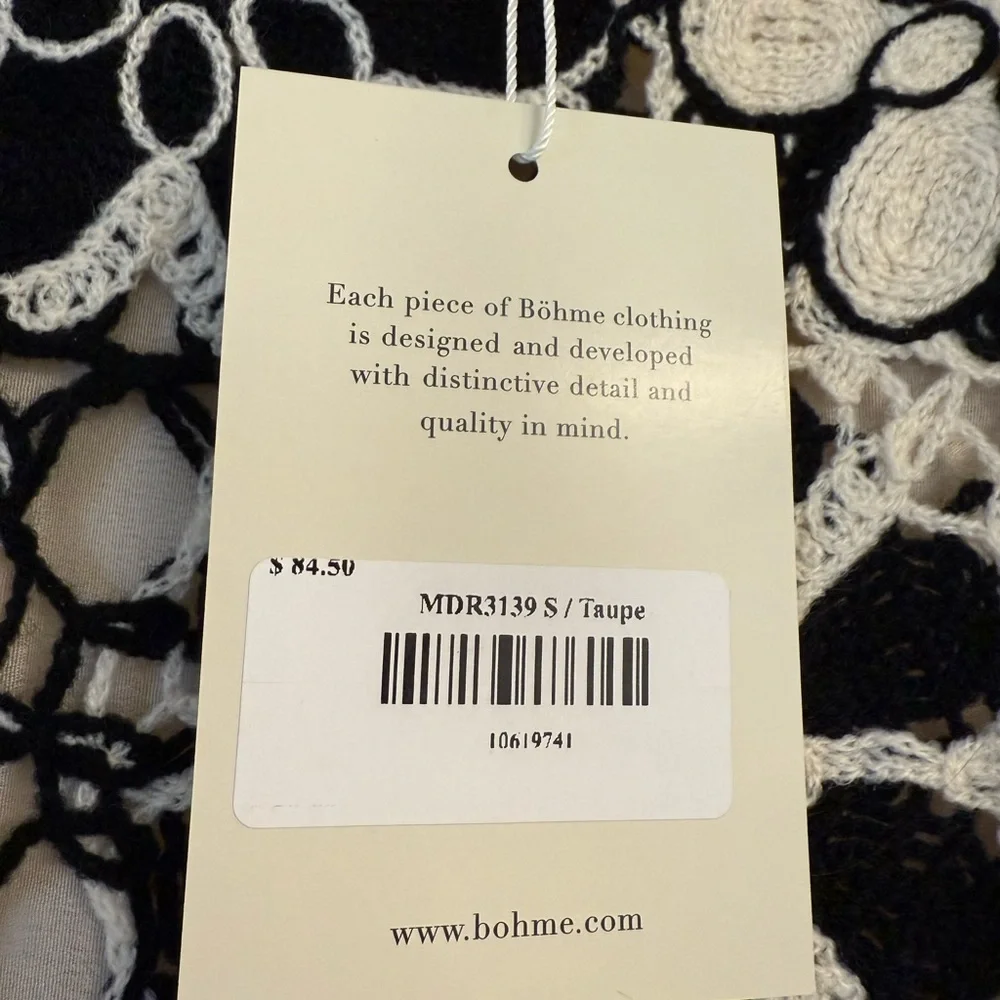 Each piece of Böhme clothing
is designed and developed
with distinctive detail and
quality in mind.
$ 84.50
MDR3139 S / Taupe
10619741
www.bohme.com